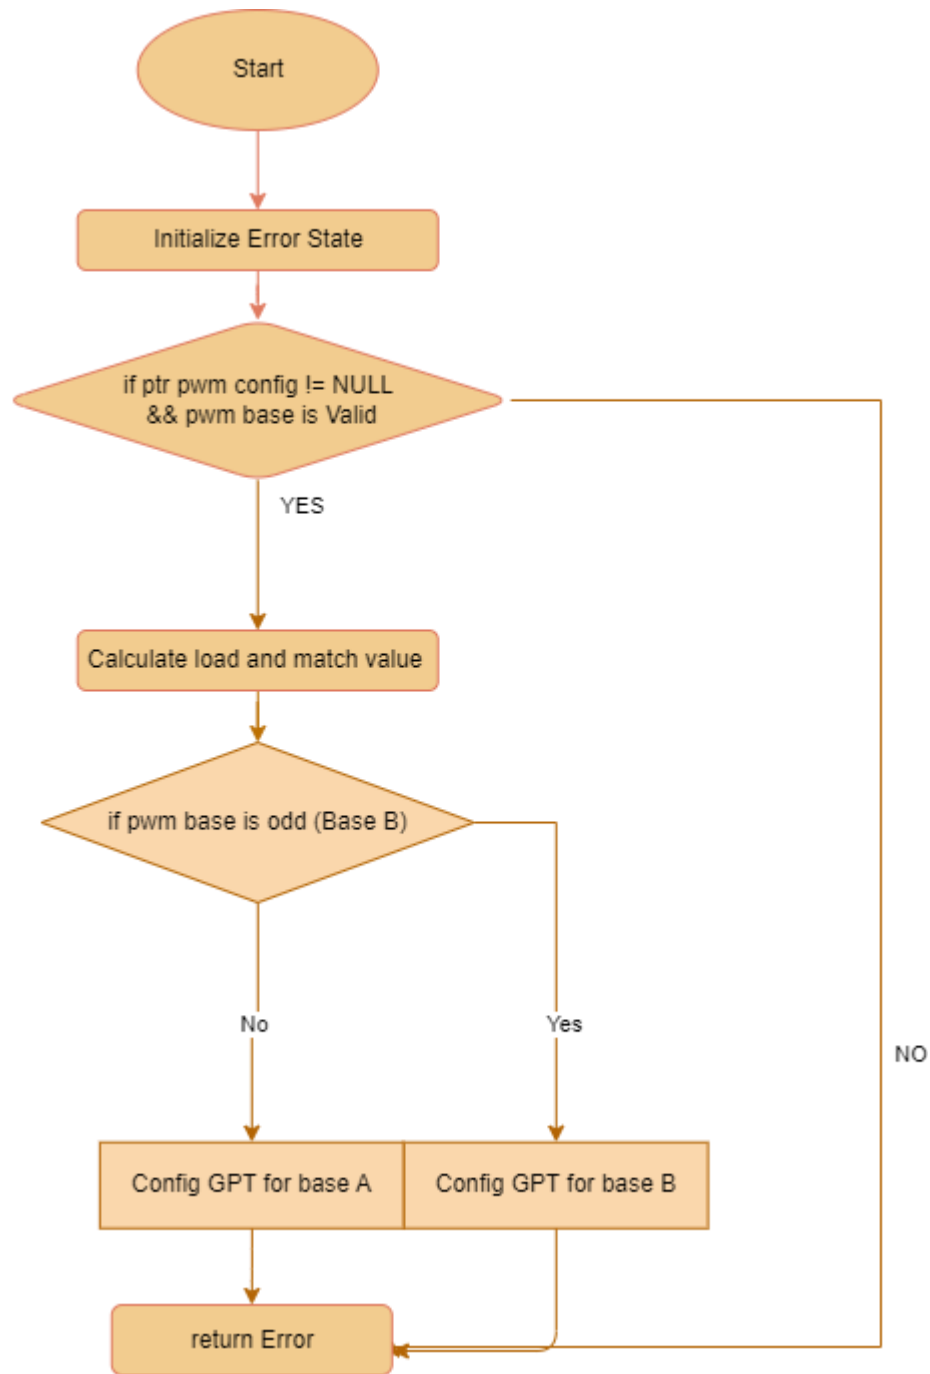 Start
Initialize Error State
if ptr pwm config != NULL
&& pwm base is Valid
YES
Calculate load and match value
if pwm base is odd (Base B)
No
Yes
NO
Config GPT for base A
Config GPT for base B
return Error